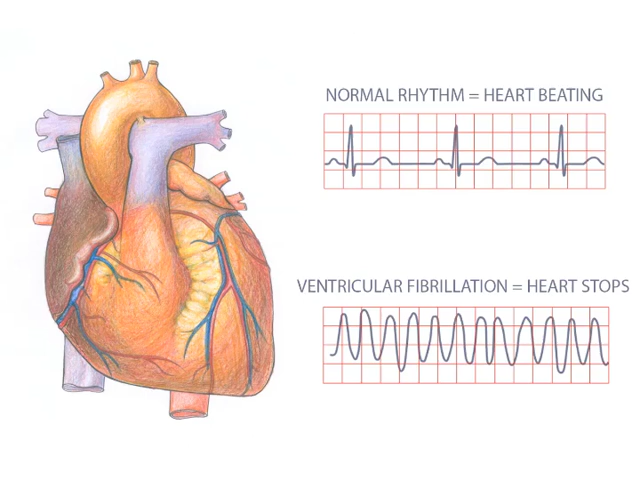 NORMAL RHYTHM = HEART BEATING
VENTRICULAR FIBRILLATION = HEART STOPS